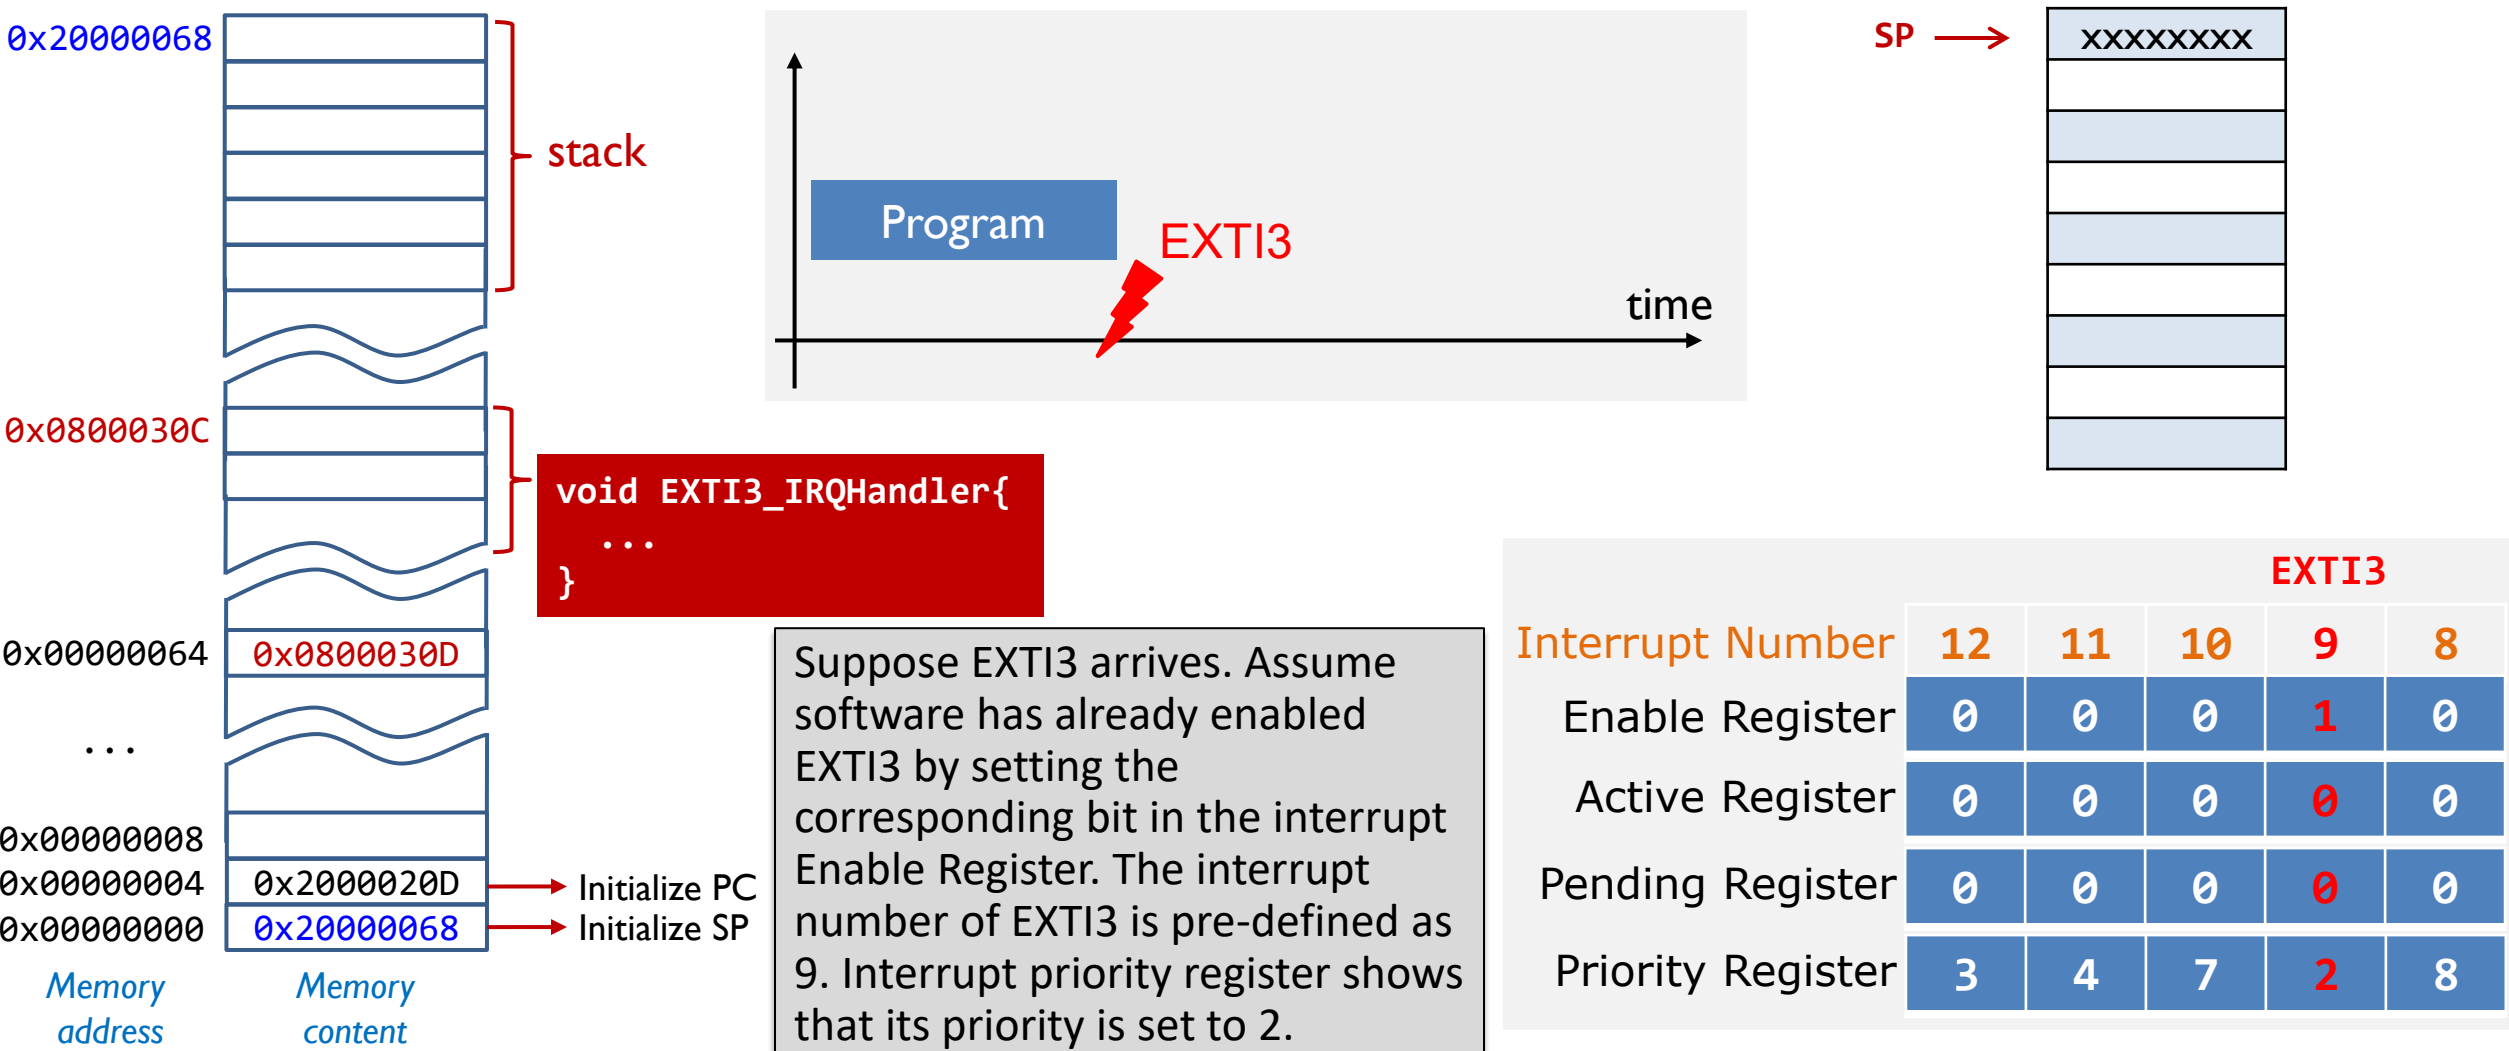 0x20000068
stack
0x0800030C
void EXTI3_IRQHandler{
...
}
0x00000064 0x0800030D
...
0x00000008
0x00000004 0x2000020D Initialize PC
0x00000000 0x20000068 Initialize SP
Memory address
Memory content
Program
EXTI3
time
Suppose EXTI3 arrives. Assume
software has already enabled
EXTI3 by setting the
corresponding bit in the interrupt
Enable Register. The interrupt
number of EXTI3 is pre-defined as
9. Interrupt priority register shows
that its priority is set to 2.
SP xxxxxxxx
EXTI3
Interrupt Number 12 11 10 9 8
Enable Register 0 0 0 1 0
Active Register 0 0 0 0 0
Pending Register 0 0 0 0 0
Priority Register 3 4 7 2 8